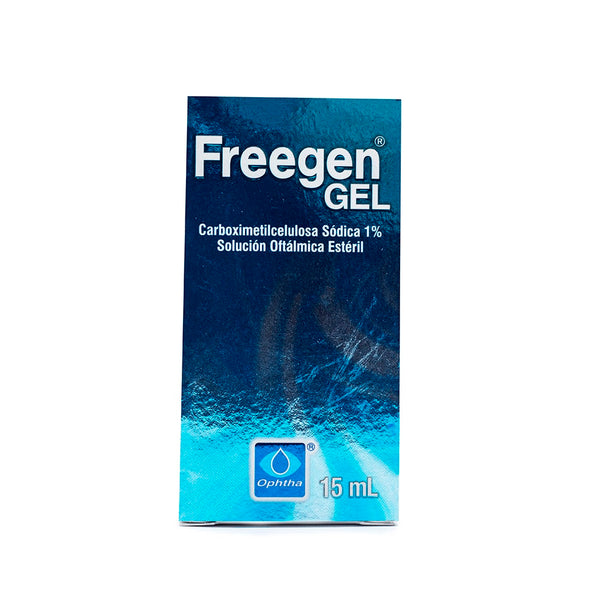 Freegen®
GEL
Carboximetilcelulosa Sódica 1%
Solución Oftálmica Estéril
Ophtha®
15 mL